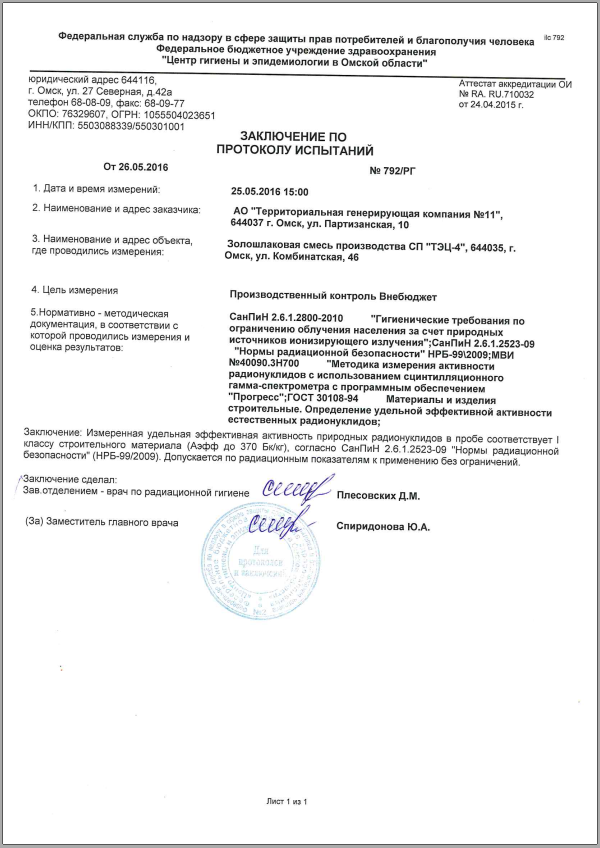 Федеральная служба по надзору в сфере защиты прав потребителей и благополучия человека
ilc 792
Федеральное бюджетное учреждение здравоохранения
"Центр гигиены и эпидемиологии в Омской области"
юридический адрес 644116,
г. Омск, ул. 27 Северная, д.42а
телефон 68-08-09, факс: 68-09-77
ОКПО: 76329607, ОГРН: 1055504023651
ИНН/КПП: 5503088339/550301001
Аттестат аккредитации ОИ
№ RA. RU.710032
от 24.04.2015 г.
ЗАКЛЮЧЕНИЕ ПО
ПРОТОКОЛУ ИСПЫТАНИЙ
От 26.05.2016
№ 792/РГ
1. Дата и время измерений:
25.05.2016 15:00
2. Наименование и адрес заказчика:
АО "Территориальная генерирующая компания №11",
644037 г. Омск, ул. Партизанская, 10
3. Наименование и адрес объекта,
где проводились измерения:
Золошлаковая смесь производства СП "ТЭЦ-4", 644035, г.
Омск, ул. Комбинатская, 46
4. Цель измерения
Производственный контроль Внебюджет
5.Нормативно - методическая
документация, в соответствии с
которой проводились измерения и
оценка результатов:
СанПиН 2.6.1.2800-2010 "Гигиенические требования по
ограничению облучения населения за счет природных
источников ионизирующего излучения";СанПиН 2.6.1.2523-09
"Нормы радиационной безопасности" НРБ-99\2009;МВИ
№40090.3Н700 "Методика измерения активности
радионуклидов с использованием сцинтилляционного
гамма-спектрометра с программным обеспечением
"Прогресс";ГОСТ 30108-94 Материалы и изделия
строительные. Определение удельной эффективной активности
естественных радионуклидов;
Заключение: Измеренная удельная эффективная активность природных радионуклидов в пробе соответствует I
классу строительного материала (Аэфф до 370 Бк/кг), согласно СанПиН 2.6.1.2523-09 "Нормы радиационной
безопасности" (НРБ-99/2009). Допускается по радиационным показателям к применению без ограничений.
Заключение сделал:
Зав.отделением - врач по радиационной гигиене
Плесовских Д.М.
(За) Заместитель главного врача
Спиридонова Ю.А.
Для
протоколов
и заключений
Лист 1 из 1